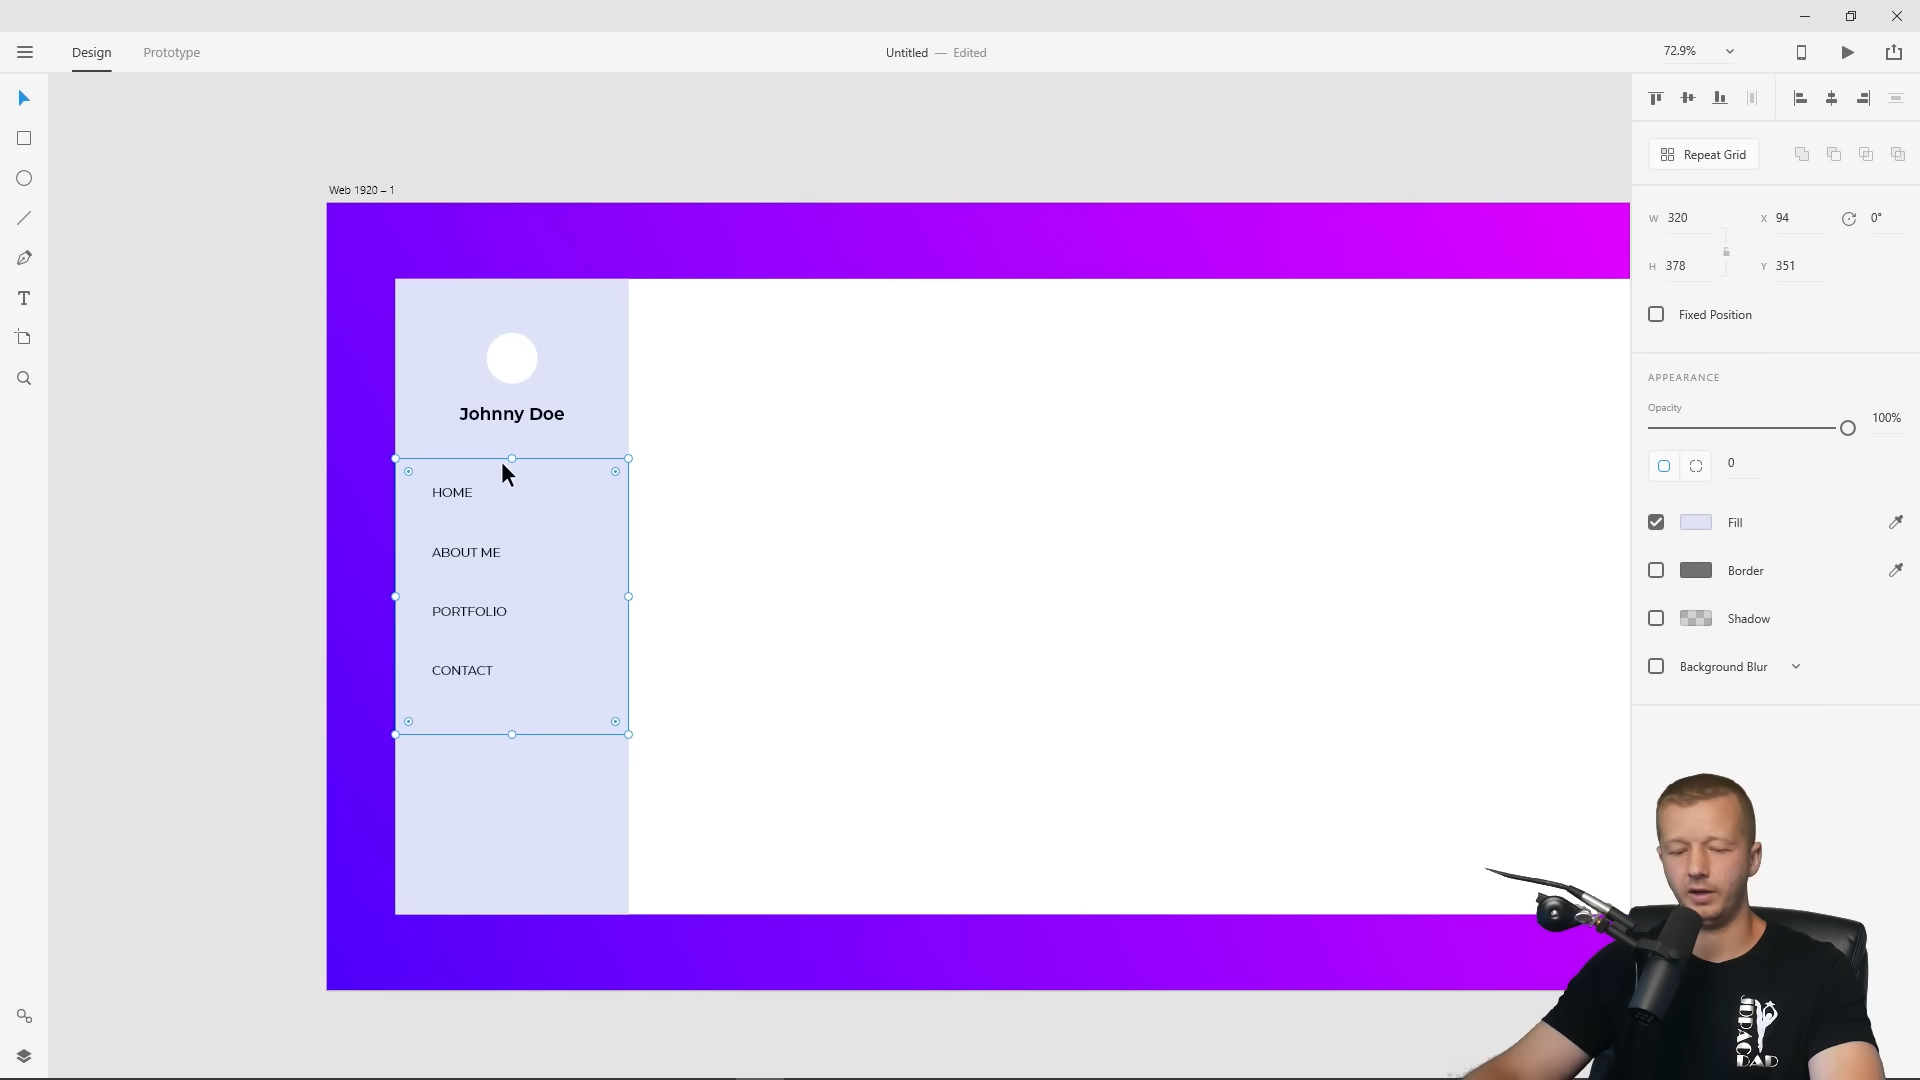 Design
Prototype
Untitled — Edited
72.9%
Repeat Grid
Web 1920 – 1
W 320
X 94
0°
H 378
Y 351
Fixed Position
APPEARANCE
Opacity
100%
0
Fill
Border
Shadow
Background Blur
Johnny Doe
HOME
ABOUT ME
PORTFOLIO
CONTACT
DAD